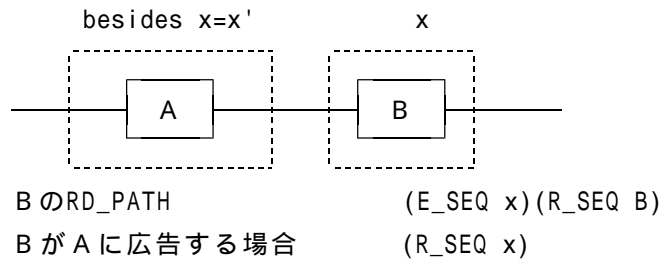 besides x=x' x
A B
BのRD_PATH (E_SEQ x)(R_SEQ B)
BがAに広告する場合 (R_SEQ x)